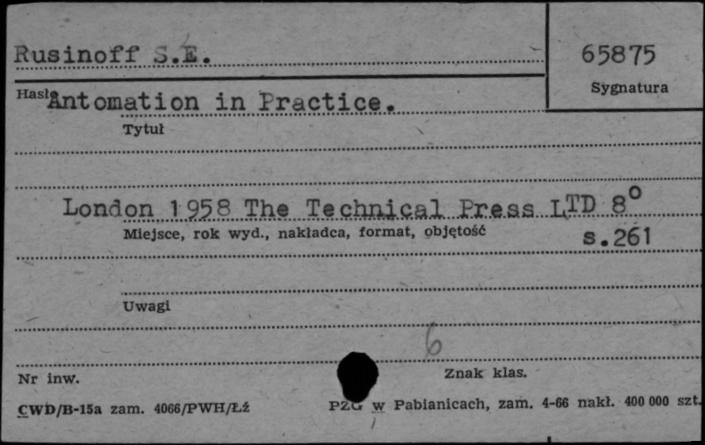 Rusinoff S.E.
65875
Sygnatura
Hasło
Antomation in Practice.
Tytuł
London 1958 The Technical Press LTD 8°
Miejsce, rok wyd., nakładca, format, objętość
s.261
Uwagi
6
Nr inw.
Znak klas.
CWD/B-15a zam. 4066/PWH/Łź
PZG w Pabianicach, zam. 4-66 nakł. 400 000 szt.